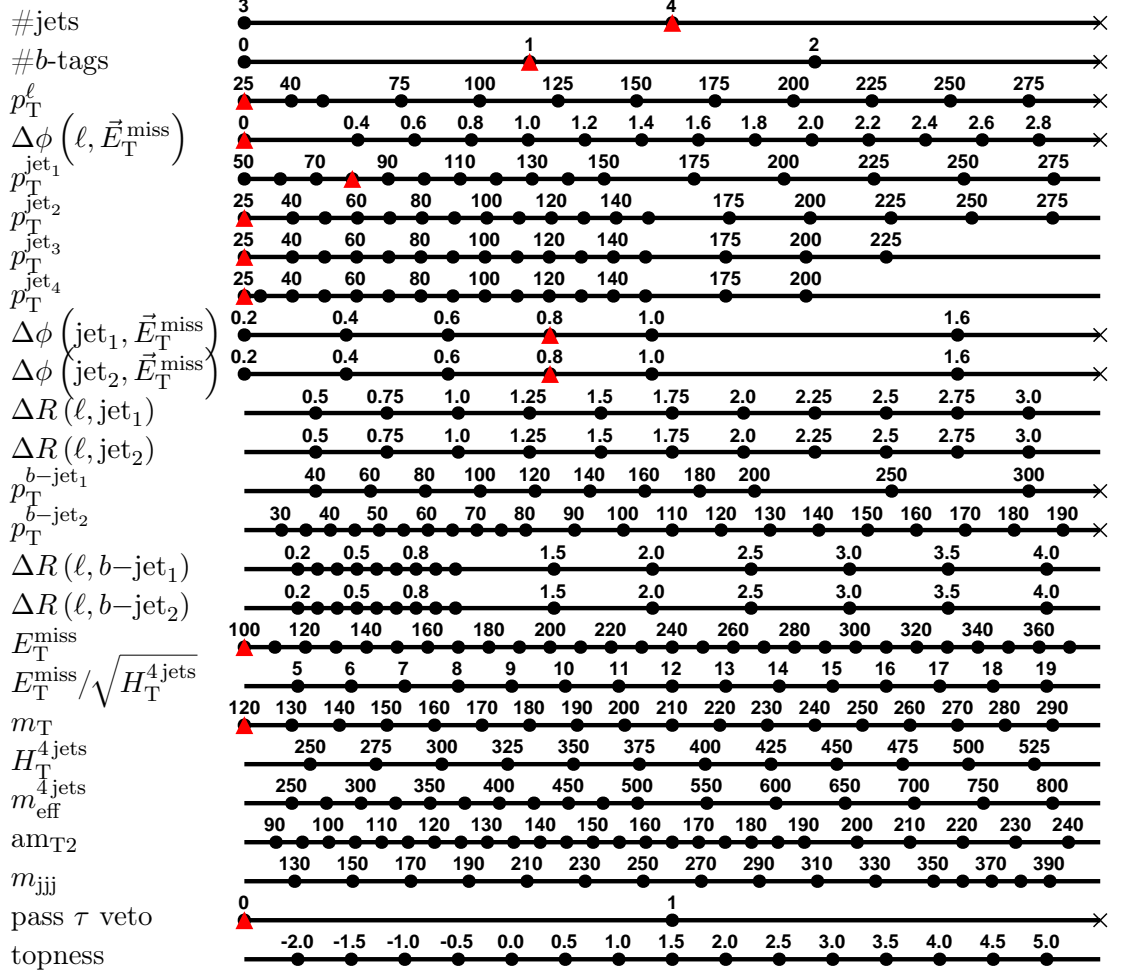 #jets 3 4
#b-tags 0 1 2
p_T^ℓ 25 40 75 100 125 150 175 200 225 250 275
Δϕ(ℓ, E⃗_T^miss) 0 0.4 0.6 0.8 1.0 1.2 1.4 1.6 1.8 2.0 2.2 2.4 2.6 2.8
p_T^jet₁ 50 70 90 110 130 150 175 200 225 250 275
p_T^jet₂ 25 40 60 80 100 120 140 175 200 225 250 275
p_T^jet₃ 25 40 60 80 100 120 140 175 200 225
p_T^jet₄ 25 40 60 80 100 120 140 175 200
Δϕ(jet₁, E⃗_T^miss) 0.2 0.4 0.6 0.8 1.0 1.6
Δϕ(jet₂, E⃗_T^miss) 0.2 0.4 0.6 0.8 1.0 1.6
ΔR(ℓ, jet₁) 0.5 0.75 1.0 1.25 1.5 1.75 2.0 2.25 2.5 2.75 3.0
ΔR(ℓ, jet₂) 0.5 0.75 1.0 1.25 1.5 1.75 2.0 2.25 2.5 2.75 3.0
p_T^b−jet₁ 40 60 80 100 120 140 160 180 200 250 300
p_T^b−jet₂ 30 40 50 60 70 80 90 100 110 120 130 140 150 160 170 180 190
ΔR(ℓ, b−jet₁) 0.2 0.5 0.8 1.5 2.0 2.5 3.0 3.5 4.0
ΔR(ℓ, b−jet₂) 0.2 0.5 0.8 1.5 2.0 2.5 3.0 3.5 4.0
E_T^miss 100 120 140 160 180 200 220 240 260 280 300 320 340 360
E_T^miss/√H_T^4 jets 5 6 7 8 9 10 11 12 13 14 15 16 17 18 19
m_T 120 130 140 150 160 170 180 190 200 210 220 230 240 250 260 270 280 290
H_T^4 jets 250 275 300 325 350 375 400 425 450 475 500 525
m_eff^4 jets 250 300 350 400 450 500 550 600 650 700 750 800
am_T2 90 100 110 120 130 140 150 160 170 180 190 200 210 220 230 240
m_jjj 130 150 170 190 210 230 250 270 290 310 330 350 370 390
pass τ veto 0 1
topness -2.0 -1.5 -1.0 -0.5 0.0 0.5 1.0 1.5 2.0 2.5 3.0 3.5 4.0 4.5 5.0